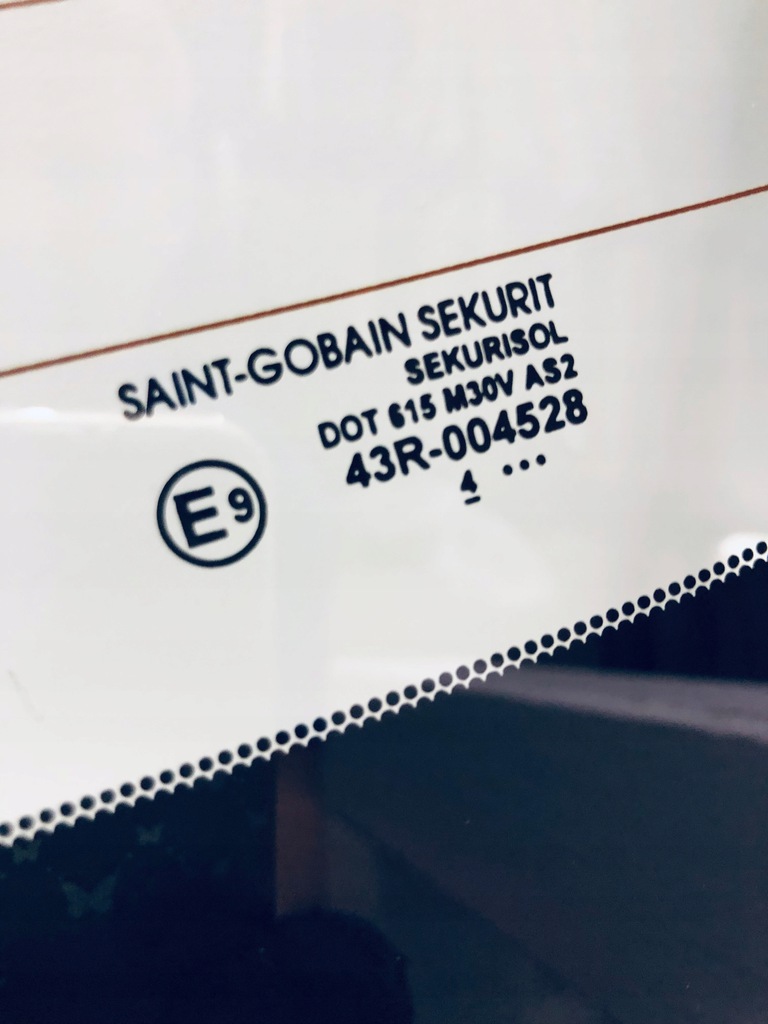 SAINT-GOBAIN SEKURIT
SEKURISOL
DOT 615 M30V AS2
43R-004528
4 •••
E9